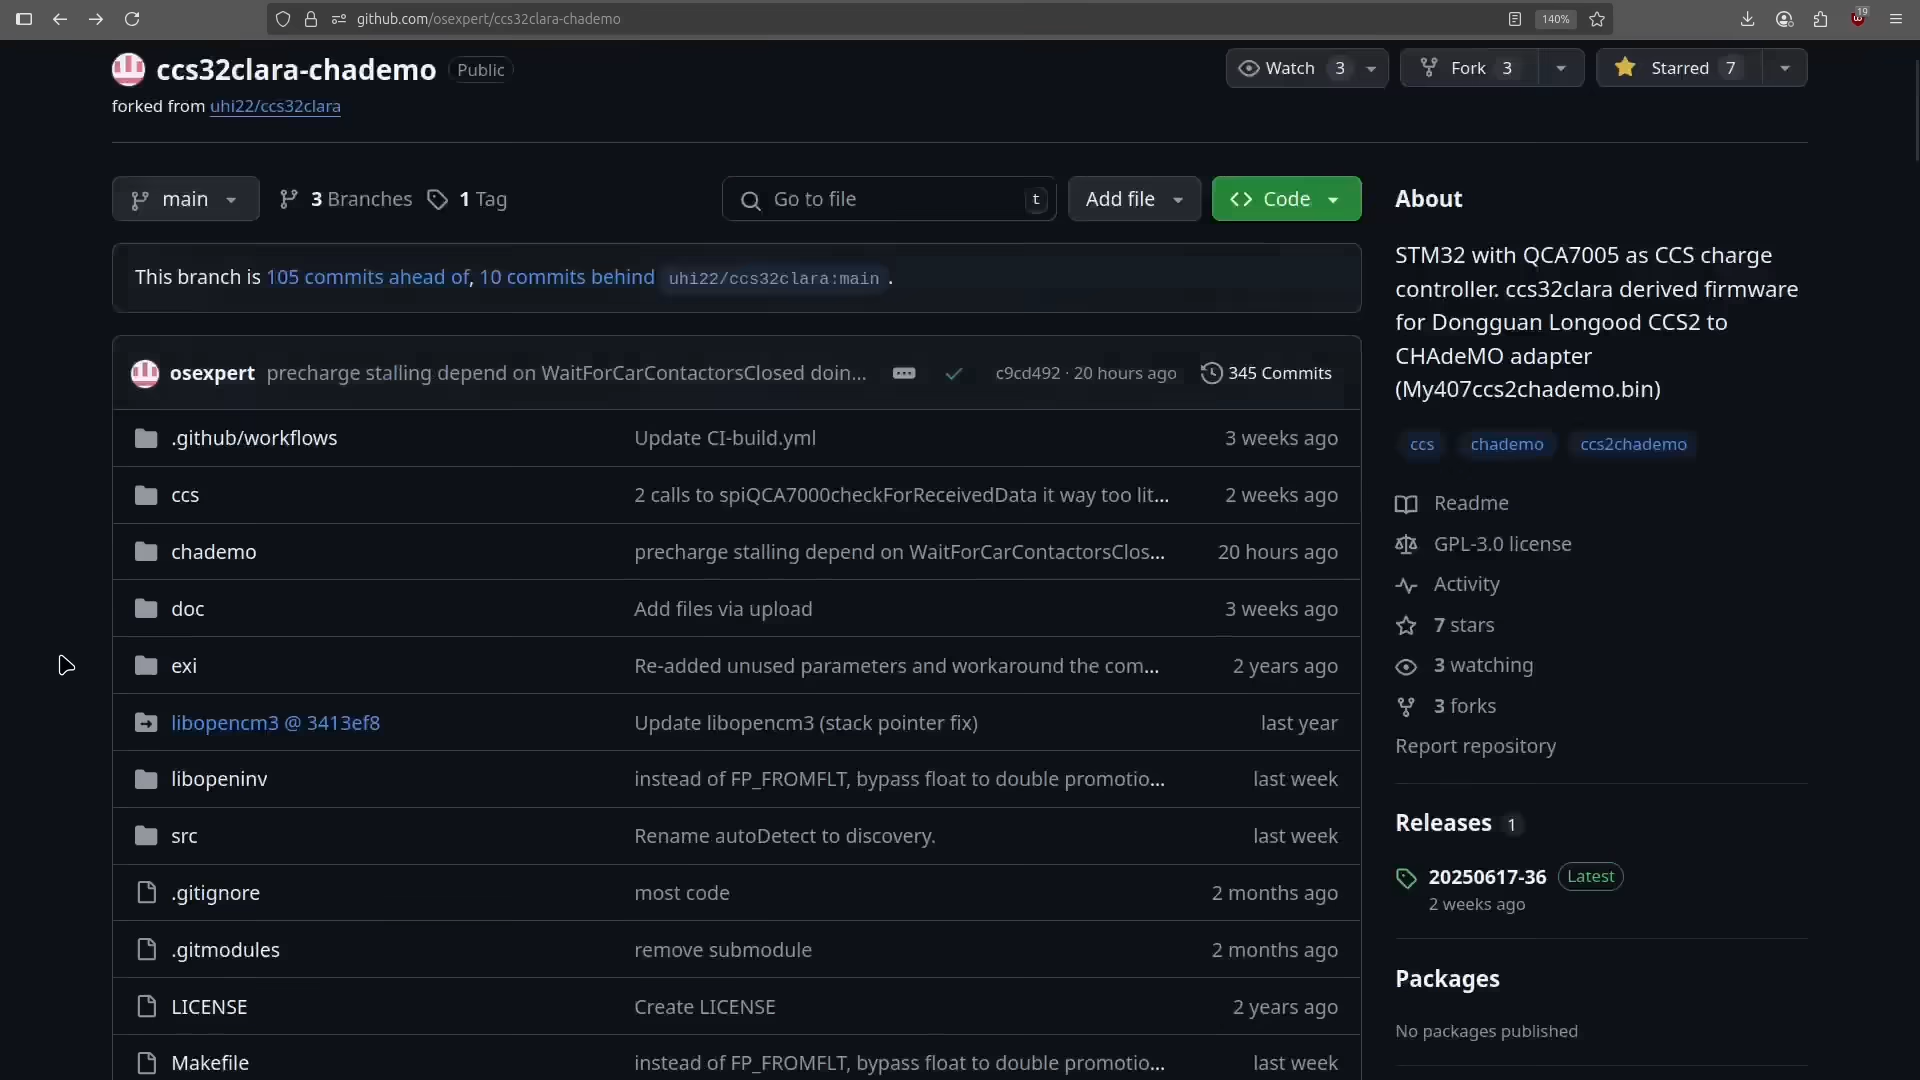 github.com/osexpert/ccs32clara-chademo
140%
19
ccs32clara-chademo Public
Watch 3
Fork 3
Starred 7
forked from uhi22/ccs32clara
main
3 Branches
1 Tag
Go to file
t
Add file
Code
This branch is 105 commits ahead of, 10 commits behind uhi22/ccs32clara:main .
osexpert precharge stalling depend on WaitForCarContactorsClosed doin... c9cd492 · 20 hours ago 345 Commits
.github/workflows Update CI-build.yml 3 weeks ago
ccs 2 calls to spiQCA7000checkForReceivedData it way too lit... 2 weeks ago
chademo precharge stalling depend on WaitForCarContactorsClos... 20 hours ago
doc Add files via upload 3 weeks ago
exi Re-added unused parameters and workaround the com... 2 years ago
libopencm3 @ 3413ef8 Update libopencm3 (stack pointer fix) last year
libopeninv instead of FP_FROMFLT, bypass float to double promotio... last week
src Rename autoDetect to discovery. last week
.gitignore most code 2 months ago
.gitmodules remove submodule 2 months ago
LICENSE Create LICENSE 2 years ago
Makefile instead of FP_FROMFLT, bypass float to double promotio... last week
About
STM32 with QCA7005 as CCS charge
controller. ccs32clara derived firmware
for Dongguan Longood CCS2 to
CHAdeMO adapter
(My407ccs2chademo.bin)
ccs chademo ccs2chademo
Readme
GPL-3.0 license
Activity
7 stars
3 watching
3 forks
Report repository
Releases 1
20250617-36 Latest
2 weeks ago
Packages
No packages published